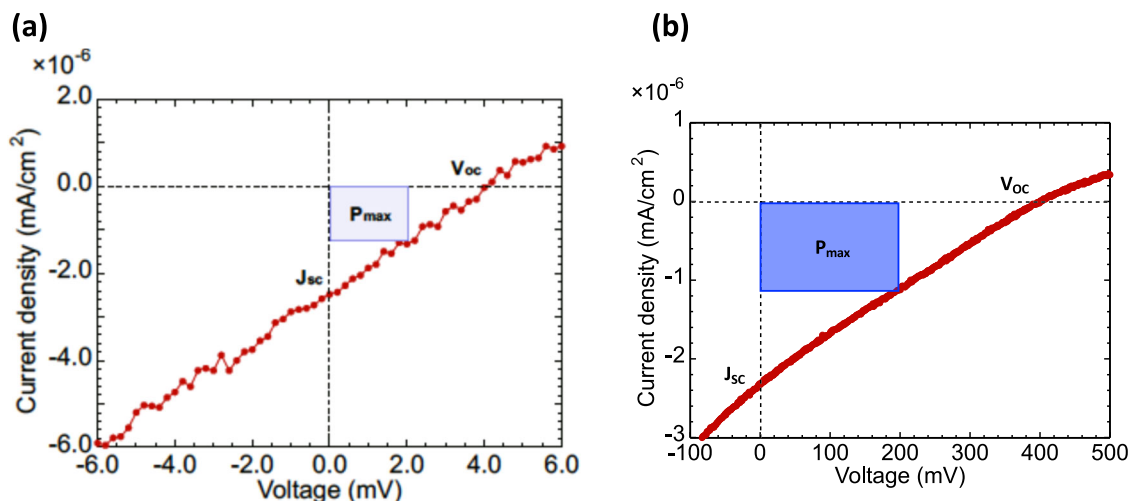 (a)
×10⁻⁶
2.0
0.0
-2.0
-4.0
-6.0
Current density (mA/cm²)
Voc
Pmax
Jsc
-6.0 -4.0 -2.0 0.0 2.0 4.0 6.0
Voltage (mV)
(b)
×10⁻⁶
1
0
-1
-2
-3
Current density (mA/cm²)
VOC
Pmax
JSC
-100 0 100 200 300 400 500
Voltage (mV)